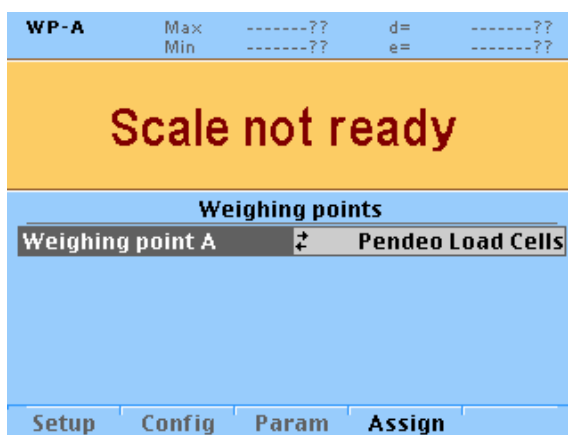 WP-A Max -------?? d= -------??
Min -------?? e= -------??
Scale not ready
Weighing points
Weighing point A Pendeo Load Cells
Setup Config Param Assign